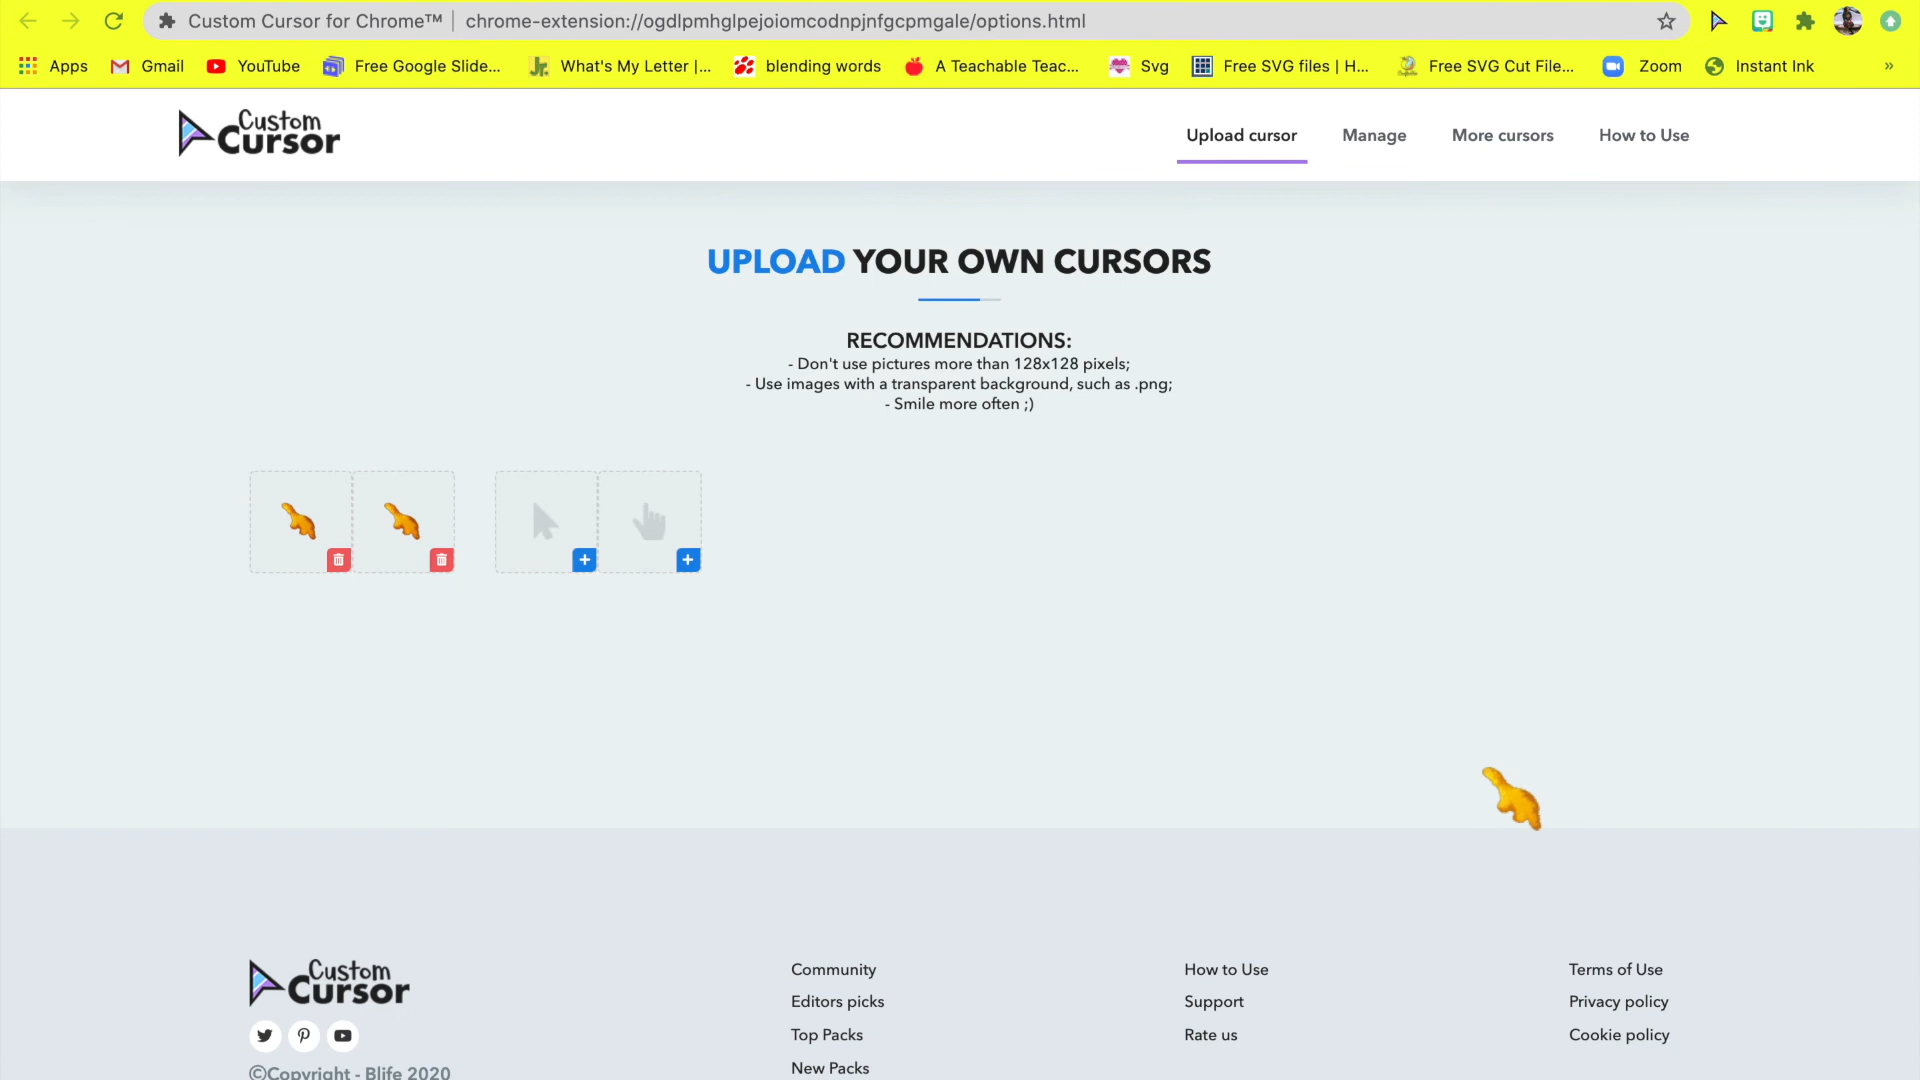 Custom Cursor for Chrome™ | chrome-extension://ogdlpmhglpejoiomcodnpjnfgcpmgale/options.html
Apps Gmail YouTube Free Google Slide... What's My Letter |... blending words A Teachable Teac... Svg Free SVG files | H... Free SVG Cut File... Zoom Instant Ink »
Custom
Cursor
Upload cursor Manage More cursors How to Use
UPLOAD YOUR OWN CURSORS
RECOMMENDATIONS:
- Don't use pictures more than 128x128 pixels;
- Use images with a transparent background, such as .png;
- Smile more often ;)
Custom
Cursor
©Copyright - Blife 2020
Community
Editors picks
Top Packs
New Packs
How to Use
Support
Rate us
Terms of Use
Privacy policy
Cookie policy